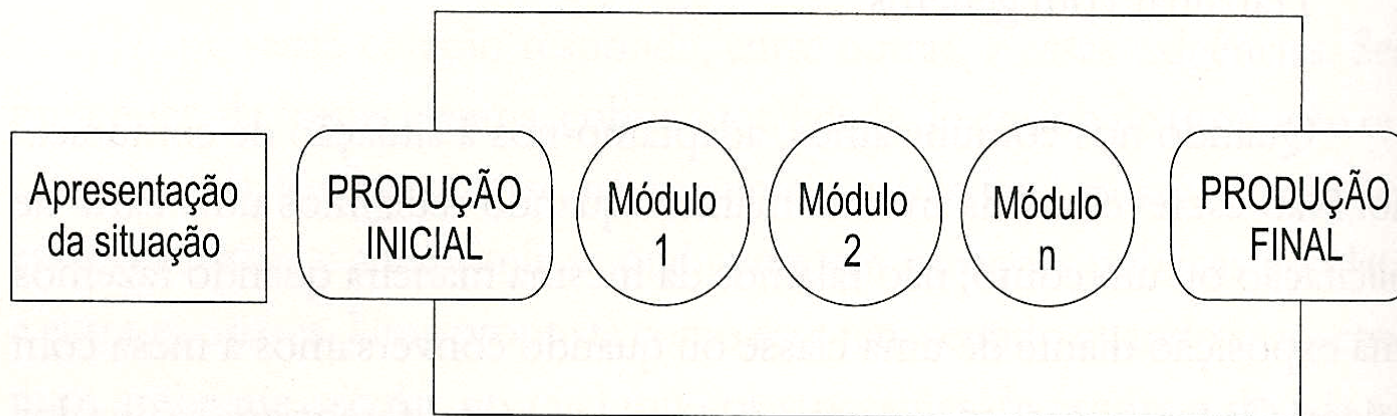 Apresentação
da situação
PRODUÇÃO
INICIAL
Módulo
1
Módulo
2
Módulo
n
PRODUÇÃO
FINAL